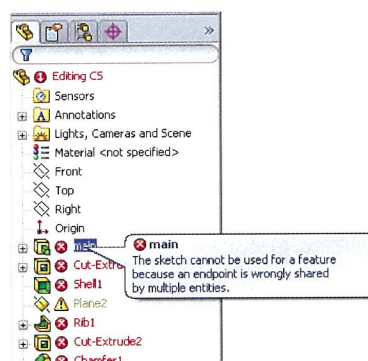 »
Editing CS
Sensors
A Annotations
Lights, Cameras and Scene
Material <not specified>
Front
Top
Right
Origin
main
main
The sketch cannot be used for a feature
because an endpoint is wrongly shared
by multiple entities.
Cut-Extru
Shell1
Plane2
Rib1
Cut-Extrude2
Chamfer1